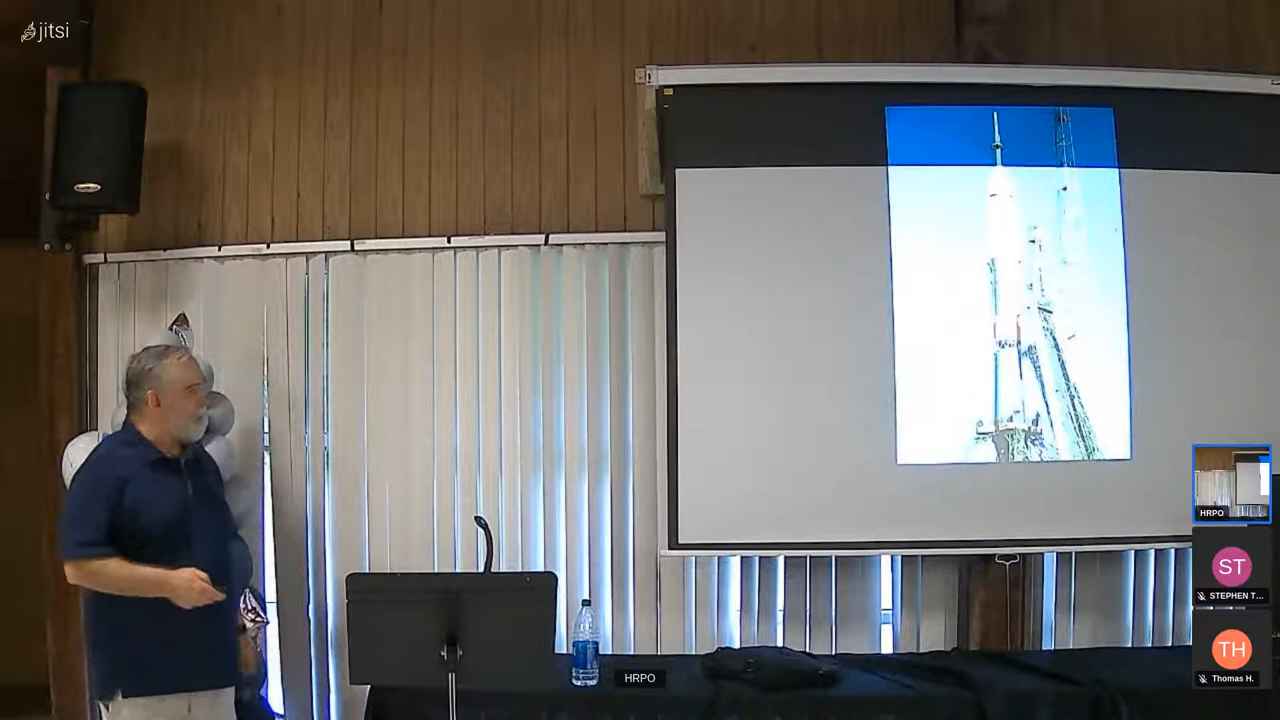 jitsi
HRPO
ST
STEPHEN T...
TH
Thomas H.
HRPO